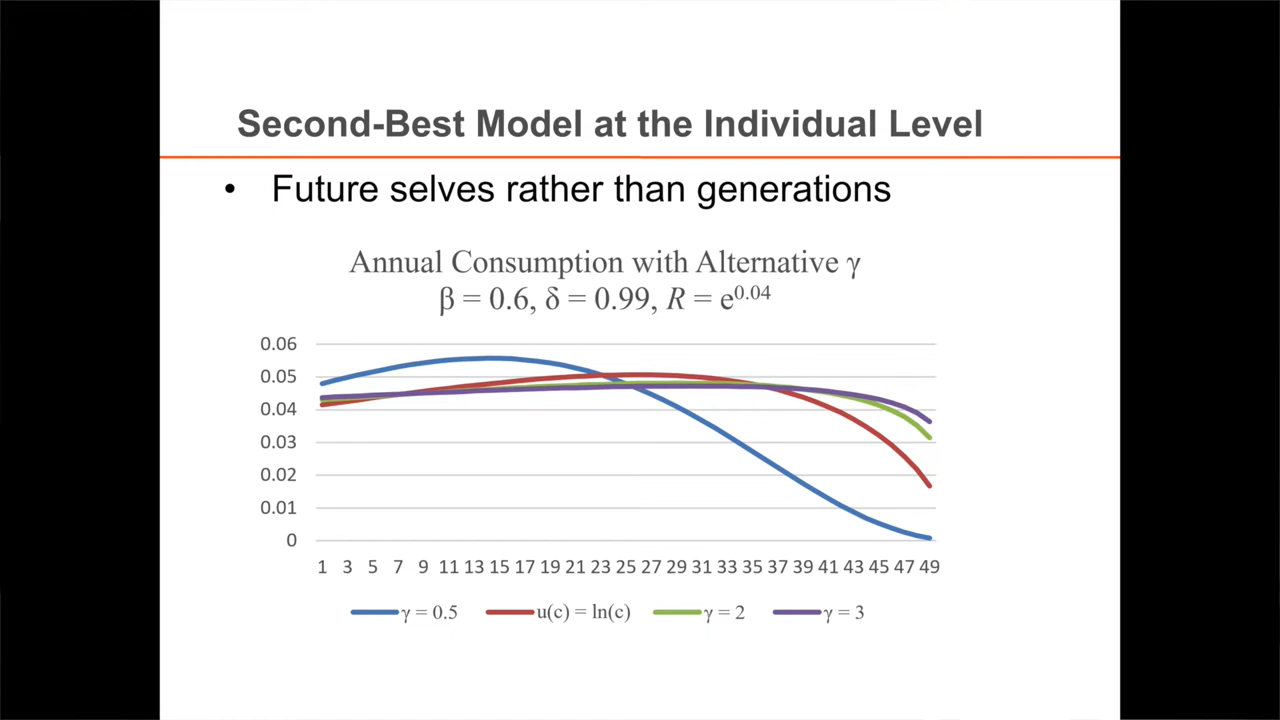 Second-Best Model at the Individual Level
• Future selves rather than generations
Annual Consumption with Alternative γ
β = 0.6, δ = 0.99, R = e^0.04
0.06
0.05
0.04
0.03
0.02
0.01
0
1 3 5 7 9 11 13 15 17 19 21 23 25 27 29 31 33 35 37 39 41 43 45 47 49
γ = 0.5 u(c) = ln(c) γ = 2 γ = 3